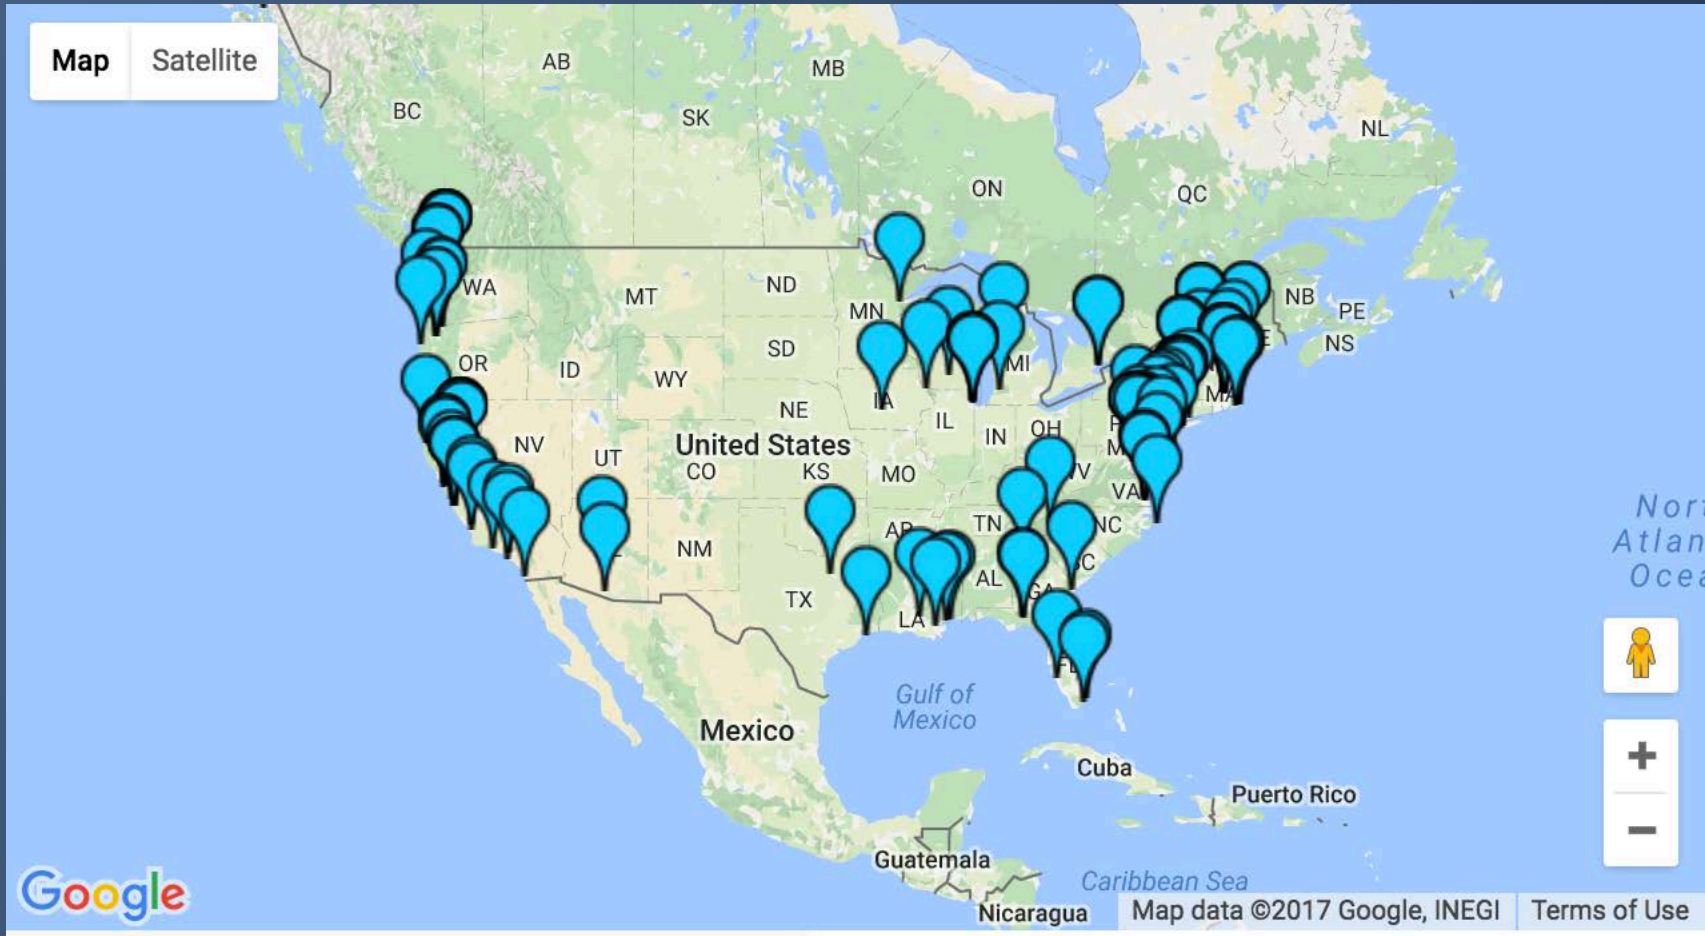 Map Satellite
AB
MB
BC
SK
NL
ON
QC
WA
MT
ND
MN
NB
PE
NS
OR
ID
WY
SD
MI
IA
NE
IL
IN
OH
MA
NV
UT
CO
United States
KS
MO
VA
TN
NC
NM
AL
TX
LA
Gulf of
Mexico
Mexico
Cuba
Puerto Rico
Guatemala
Caribbean Sea
Nicaragua
Google
Map data ©2017 Google, INEGI
Terms of Use